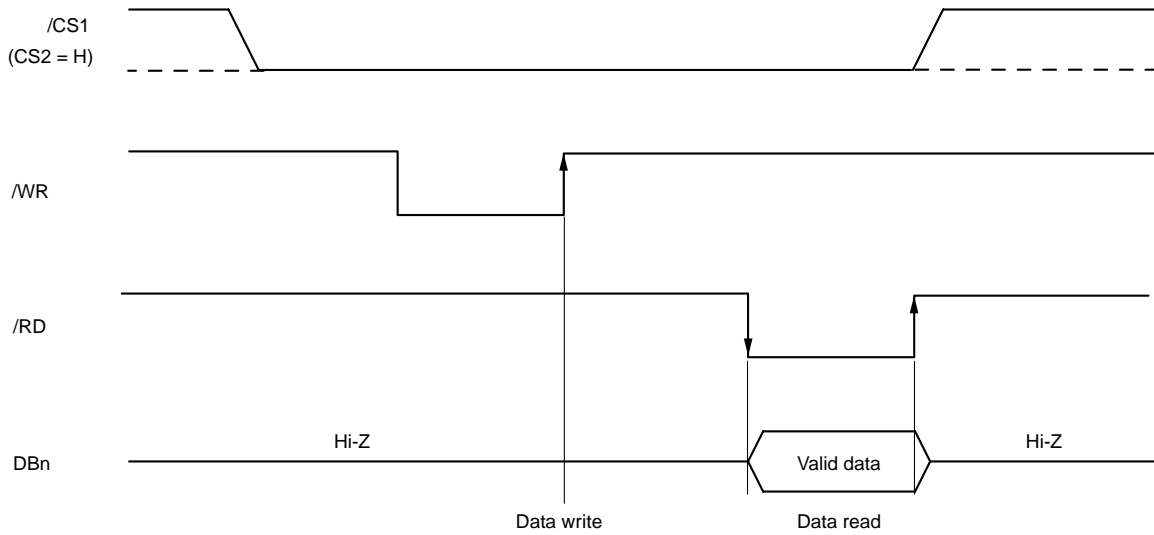 /CS1
(CS2 = H)
/WR
/RD
Hi-Z
Hi-Z
DBn
Valid data
Data write
Data read